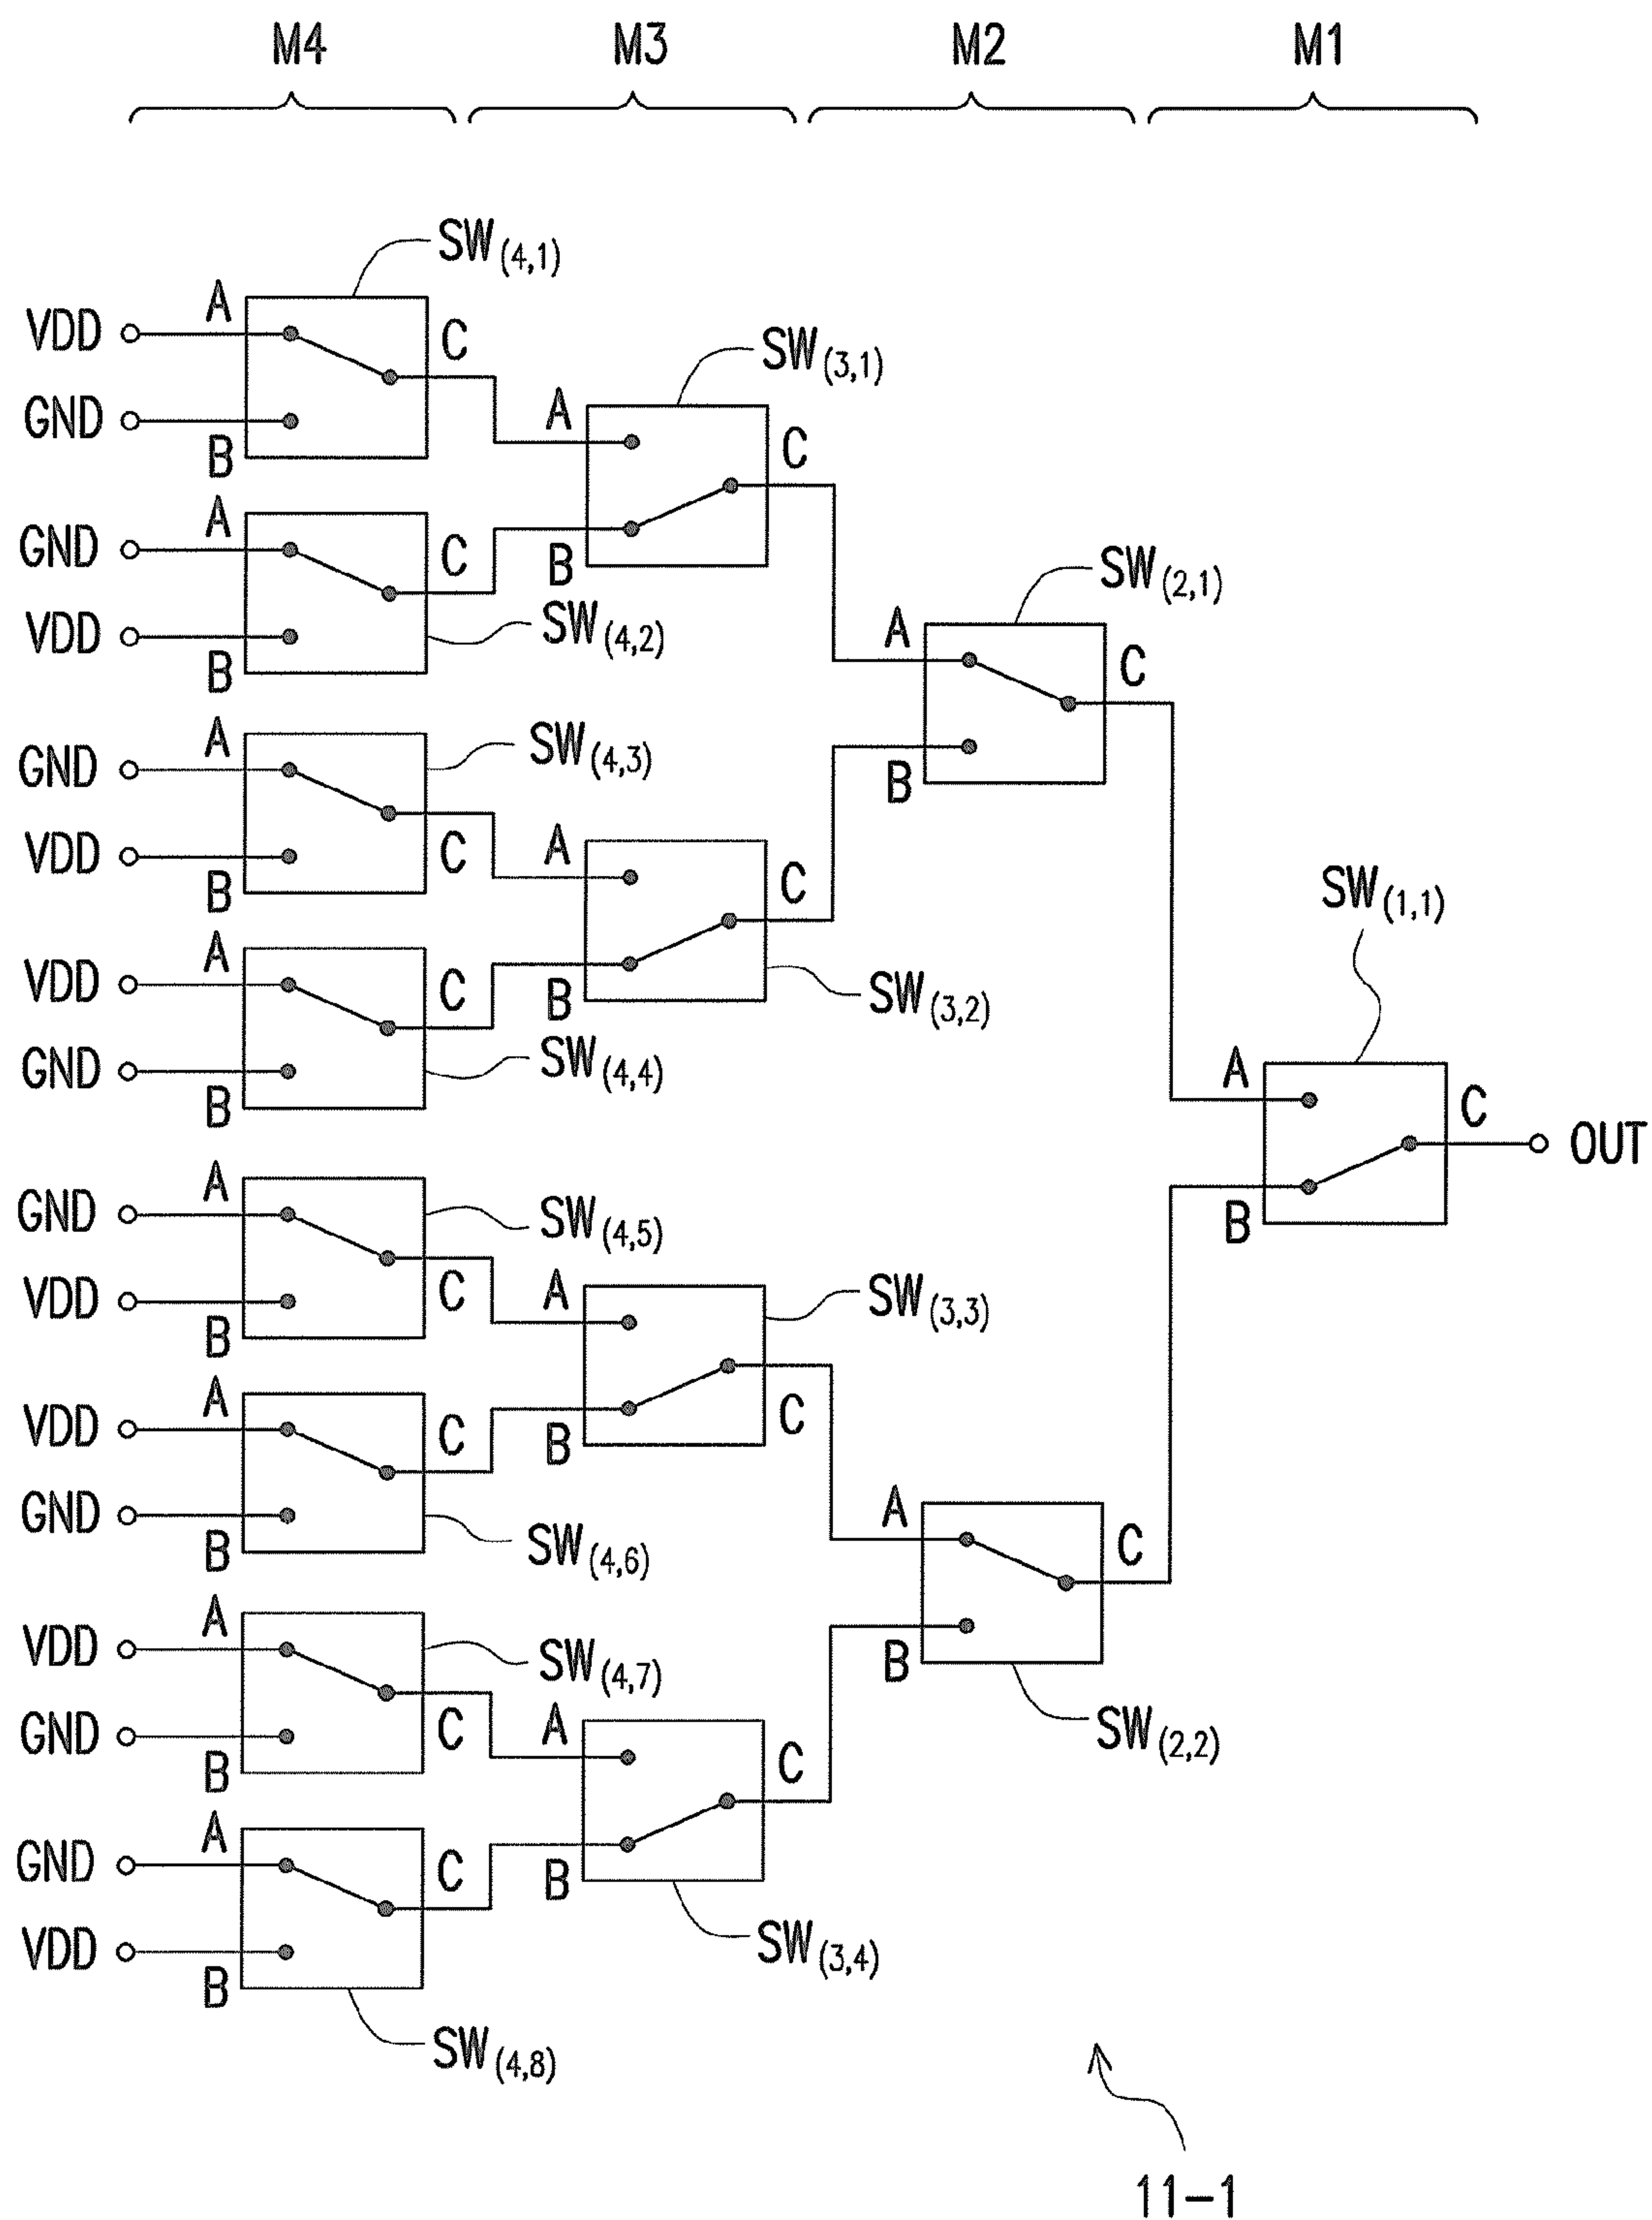 M4 M3 M2 M1
SW(4,1)
A
VDD
C
SW(3,1)
GND
B
A
C
A
GND
C
B
SW(2,1)
VDD
SW(4,2)
B
A
C
A
SW(4,3)
GND
B
VDD
C
A
C
SW(1,1)
B
A
VDD
C
B
SW(3,2)
GND
SW(4,4)
B
A
C
OUT
A
GND
SW(4,5)
B
VDD
C
A
SW(3,3)
B
A
VDD
C
B
C
GND
SW(4,6)
B
A
C
A
VDD
SW(4,7)
B
GND
C
A
C
SW(2,2)
B
A
GND
C
B
VDD
SW(3,4)
B
SW(4,8)
11-1